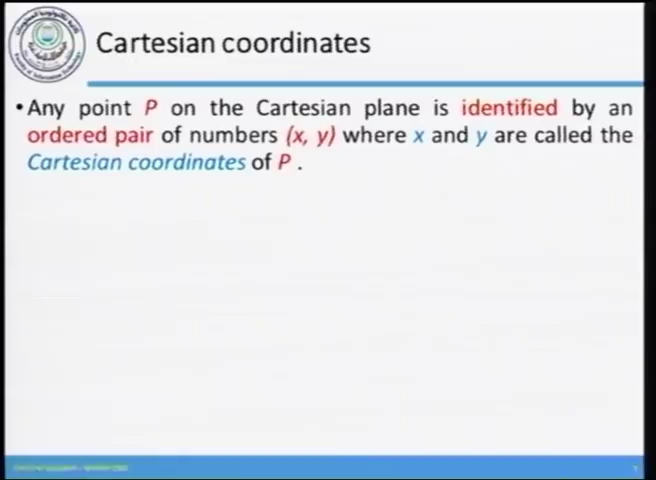 Cartesian coordinates
•Any point P on the Cartesian plane is identified by an
ordered pair of numbers (x, y) where x and y are called the
Cartesian coordinates of P .